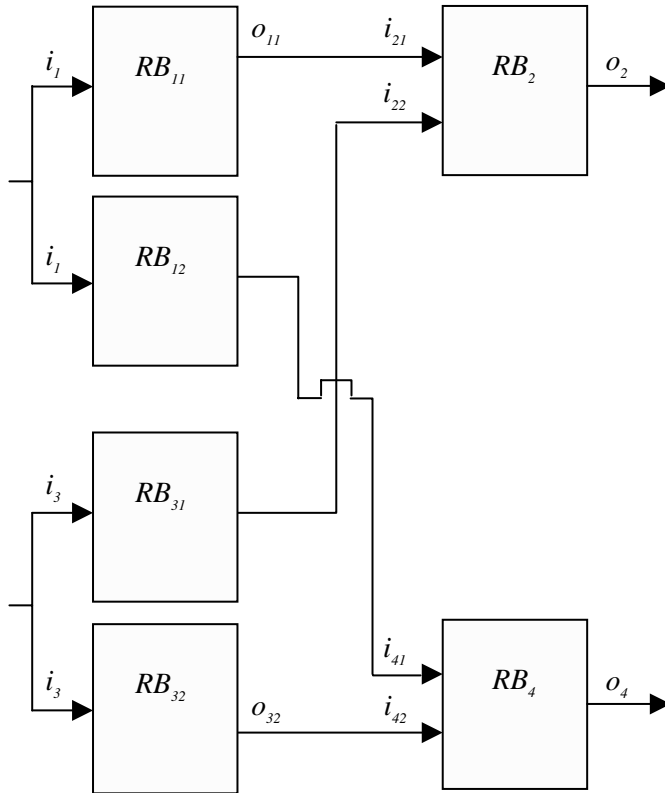 o₁₁ i₂₁
i₁ RB₁₁ RB₂ o₂
i₂₂
i₁ RB₁₂
i₃ RB₃₁
i₃ RB₃₂ i₄₁ RB₄ o₄
o₃₂ i₄₂